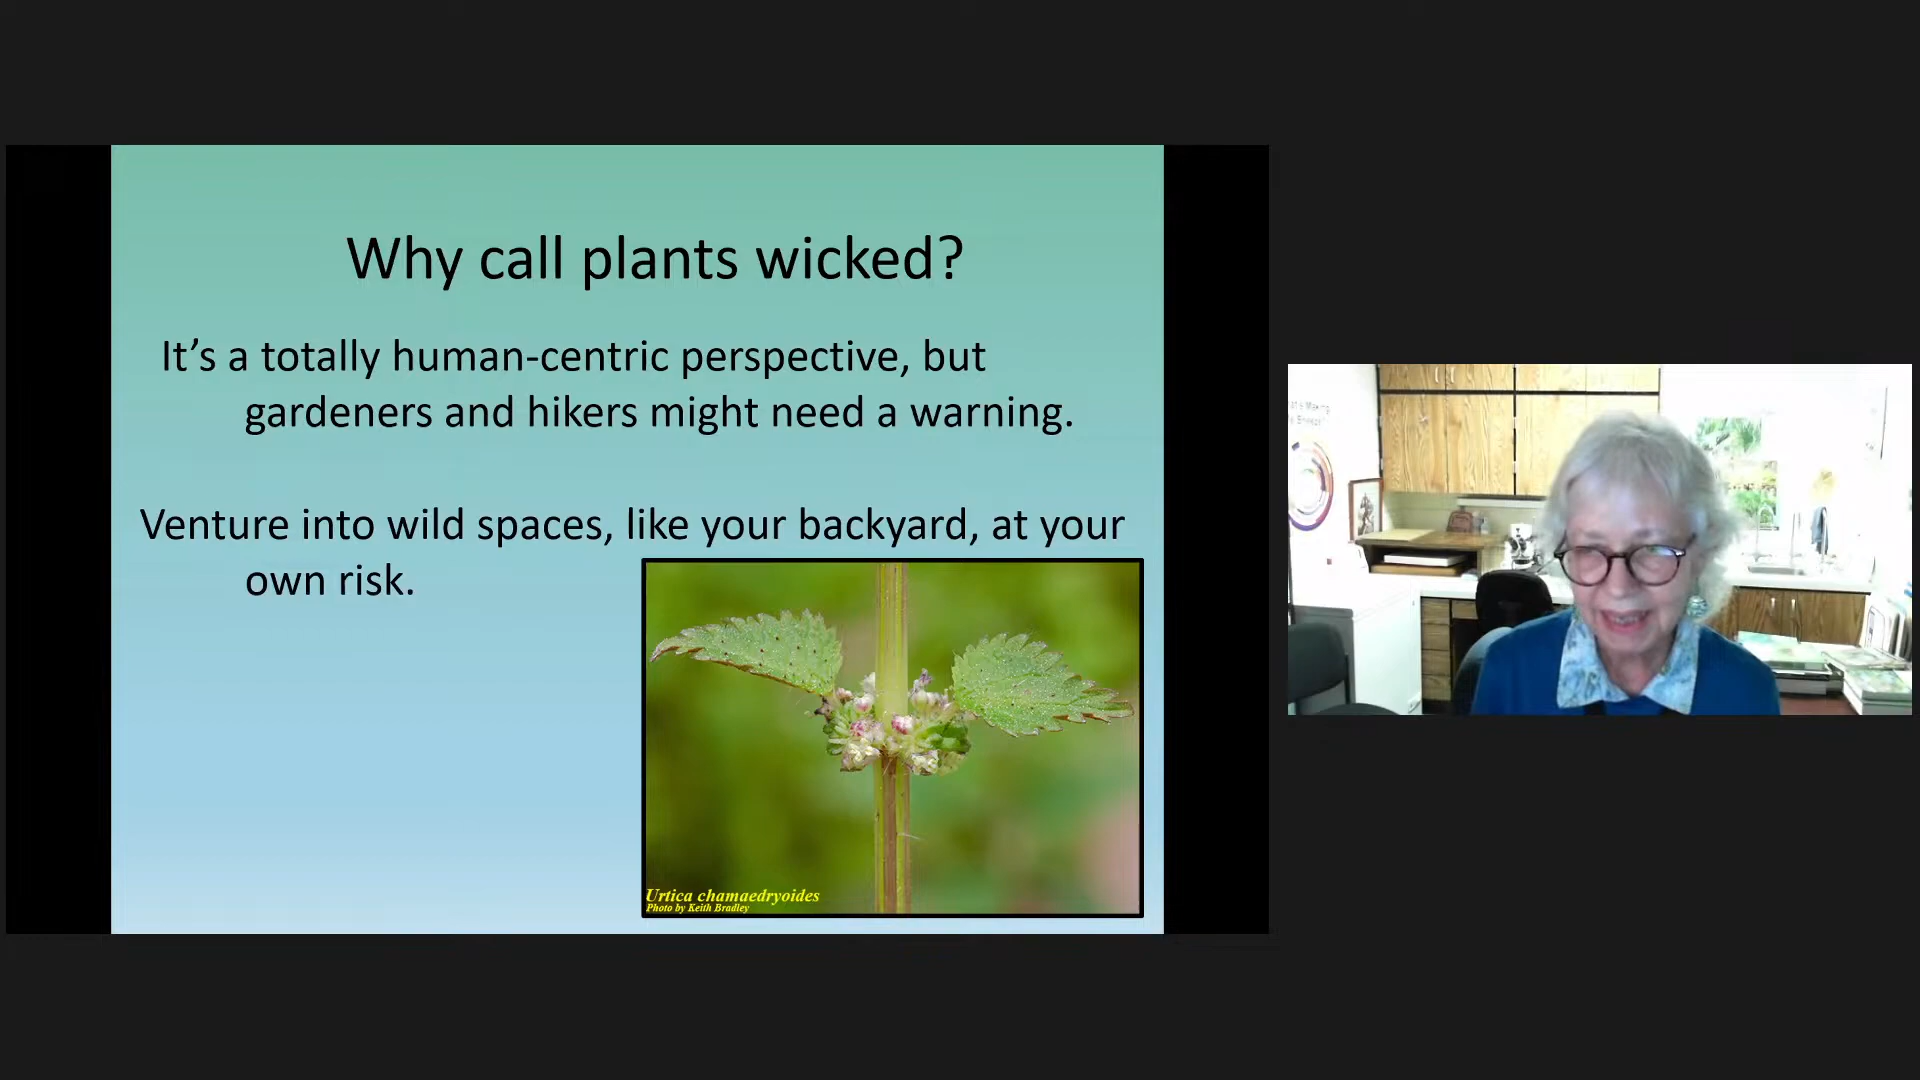 Why call plants wicked?
It's a totally human-centric perspective, but
gardeners and hikers might need a warning.
Venture into wild spaces, like your backyard, at your
own risk.
Urtica chamaedryoides
Photo by Keith Bradley